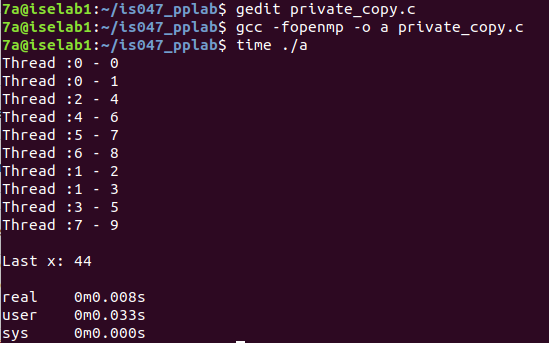 7a@iselab1:~/is047_pplab$ gedit private_copy.c
7a@iselab1:~/is047_pplab$ gcc -fopenmp -o a private_copy.c
7a@iselab1:~/is047_pplab$ time ./a
Thread :0 - 0
Thread :0 - 1
Thread :2 - 4
Thread :4 - 6
Thread :5 - 7
Thread :6 - 8
Thread :1 - 2
Thread :1 - 3
Thread :3 - 5
Thread :7 - 9
Last x: 44
real 0m0.008s
user 0m0.033s
sys 0m0.000s